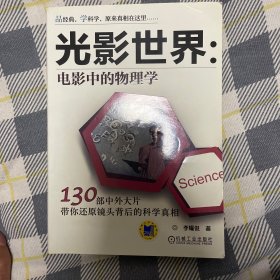 品经典，学科学，原来真相在这里……
光影世界：
电影中的物理学
Science
130部中外大片
带你还原镜头背后的科学真相
李耀俊 著
机械工业出版社